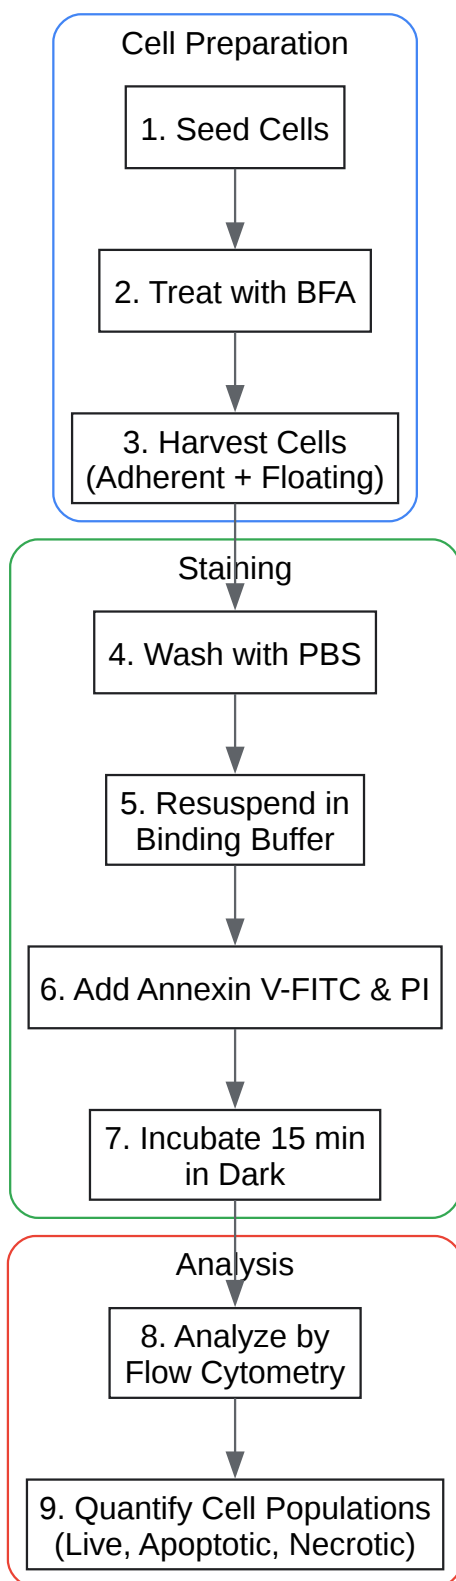 Cell Preparation
1. Seed Cells
2. Treat with BFA
3. Harvest Cells
(Adherent + Floating)
Staining
4. Wash with PBS
5. Resuspend in
Binding Buffer
6. Add Annexin V-FITC & PI
7. Incubate 15 min
in Dark
Analysis
8. Analyze by
Flow Cytometry
9. Quantify Cell Populations
(Live, Apoptotic, Necrotic)